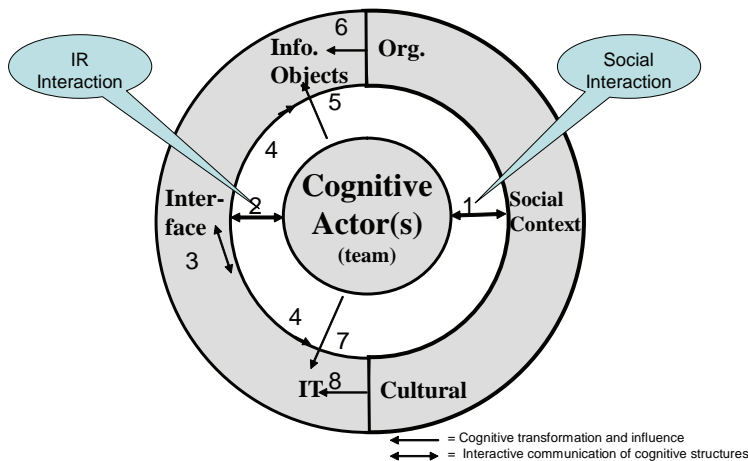 6
Info.
Objects
Org.
IR
Interaction
Social
Interaction
5
4
Cognitive
Actor(s)
(team)
Inter-
face
2
1
Social
Context
3
4
7
IT
8
Cultural
= Cognitive transformation and influence
= Interactive communication of cognitive structures